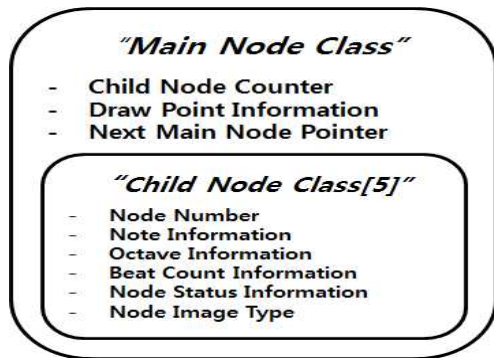 “Main Node Class”
- Child Node Counter
- Draw Point Information
- Next Main Node Pointer
“Child Node Class[5]”
- Node Number
- Note Information
- Octave Information
- Beat Count Information
- Node Status Information
- Node Image Type